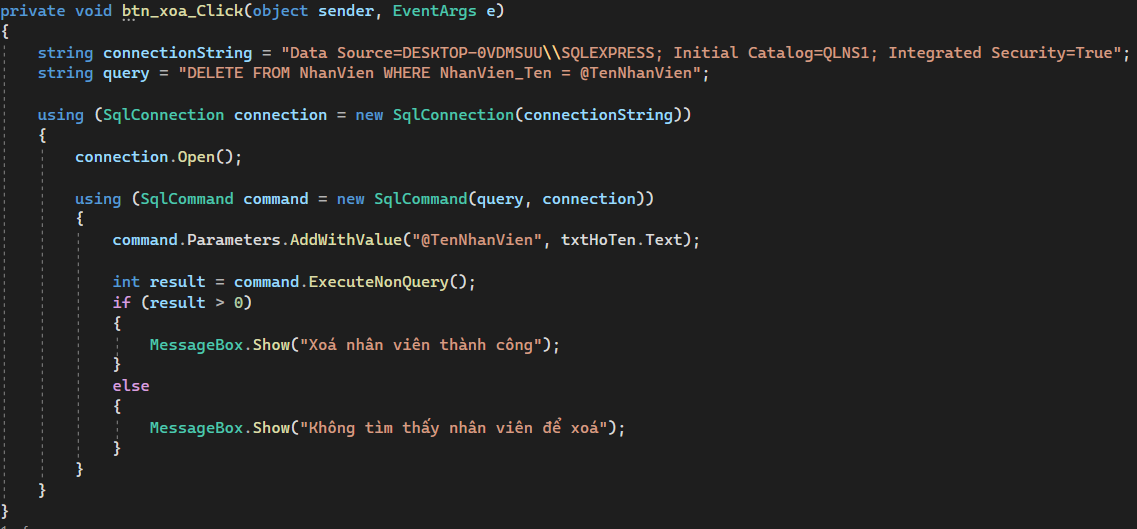 private void btn_xoa_Click(object sender, EventArgs e)
{
    string connectionString = "Data Source=DESKTOP-0VDMSUU\\SQLEXPRESS; Initial Catalog=QLNS1; Integrated Security=True";
    string query = "DELETE FROM NhanVien WHERE NhanVien_Ten = @TenNhanVien";
    using (SqlConnection connection = new SqlConnection(connectionString))
    {
        connection.Open();
        using (SqlCommand command = new SqlCommand(query, connection))
        {
            command.Parameters.AddWithValue("@TenNhanVien", txtHoTen.Text);
            int result = command.ExecuteNonQuery();
            if (result > 0)
            {
                MessageBox.Show("Xoá nhân viên thành công");
            }
            else
            {
                MessageBox.Show("Không tìm thấy nhân viên để xoá");
            }
        }
    }
}